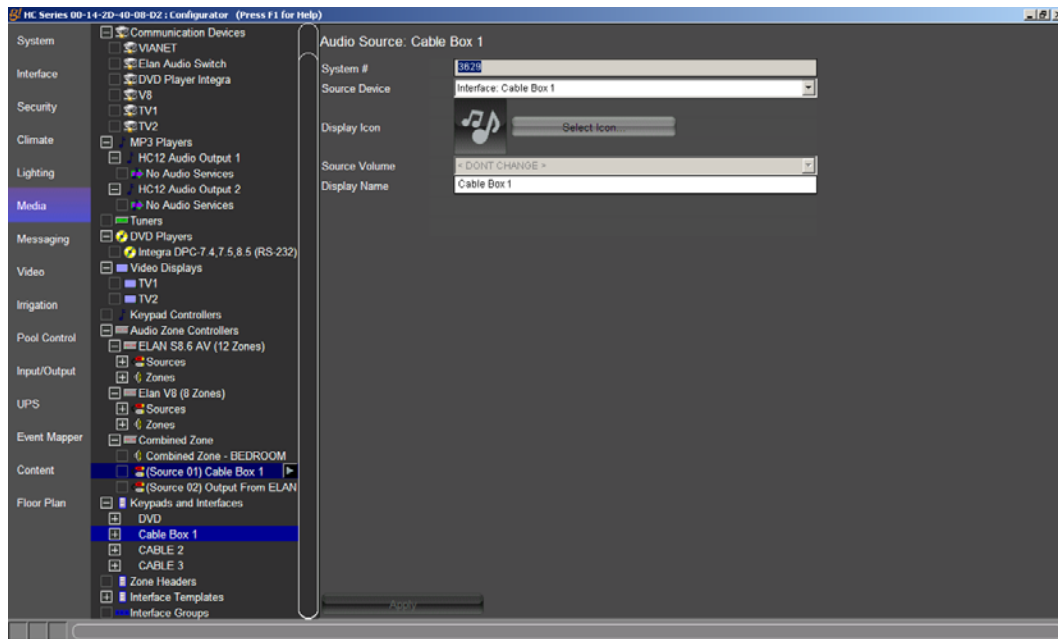 HC Series 00-14-2D-40-08-D2 : Configurator (Press F1 for Help)
System
Interface
Security
Climate
Lighting
Media
Messaging
Video
Irrigation
Pool Control
Input/Output
UPS
Event Mapper
Content
Floor Plan
Communication Devices
VIANET
Elan Audio Switch
DVD Player Integra
V8
TV1
TV2
MP3 Players
HC12 Audio Output 1
No Audio Services
HC12 Audio Output 2
No Audio Services
Tuners
DVD Players
Integra DPC-7.4,7.5,8.5 (RS-232)
Video Displays
TV1
TV2
Keypad Controllers
Audio Zone Controllers
ELAN S8.6 AV (12 Zones)
Sources
Zones
Elan V8 (8 Zones)
Sources
Zones
Combined Zone
Combined Zone - BEDROOM
(Source 01) Cable Box 1
(Source 02) Output From ELAN
Keypads and Interfaces
DVD
Cable Box 1
CABLE 2
CABLE 3
Zone Headers
Interface Templates
Interface Groups
Audio Source: Cable Box 1
System # 3629
Source Device Interface: Cable Box 1
Display Icon Select Icon...
Source Volume < DONT CHANGE >
Display Name Cable Box 1
Apply